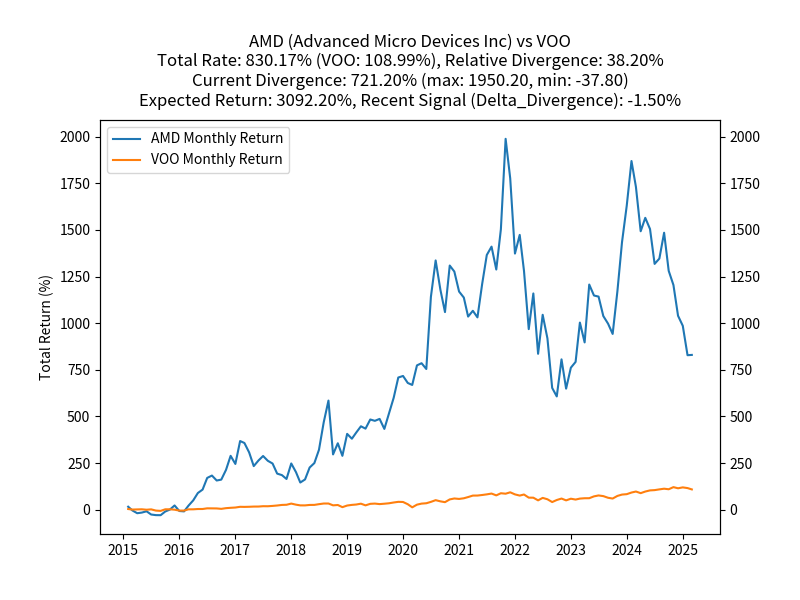 AMD (Advanced Micro Devices Inc) vs VOO
Total Rate: 830.17% (VOO: 108.99%), Relative Divergence: 38.20%
Current Divergence: 721.20% (max: 1950.20, min: -37.80)
Expected Return: 3092.20%, Recent Signal (Delta_Divergence): -1.50%
AMD Monthly Return
VOO Monthly Return
Total Return (%)
2000
1750
1500
1250
1000
750
500
250
0
2000
1750
1500
1250
1000
750
500
250
0
2015 2016 2017 2018 2019 2020 2021 2022 2023 2024 2025